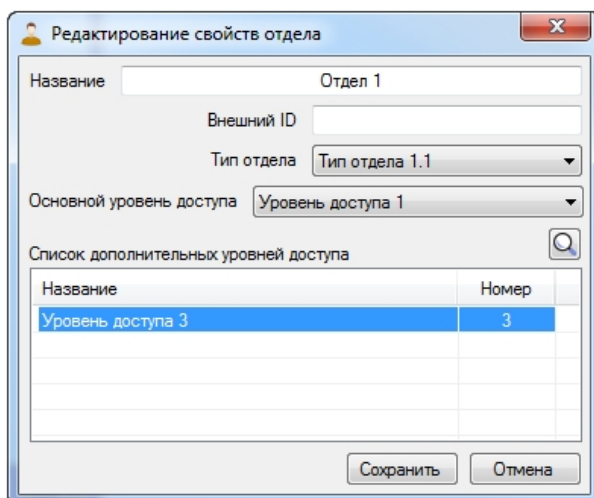 Редактирование свойств отдела
Название Отдел 1
Внешний ID
Тип отдела Тип отдела 1.1
Основной уровень доступа Уровень доступа 1
Список дополнительных уровней доступа
Название Номер
Уровень доступа 3 3
Сохранить Отмена